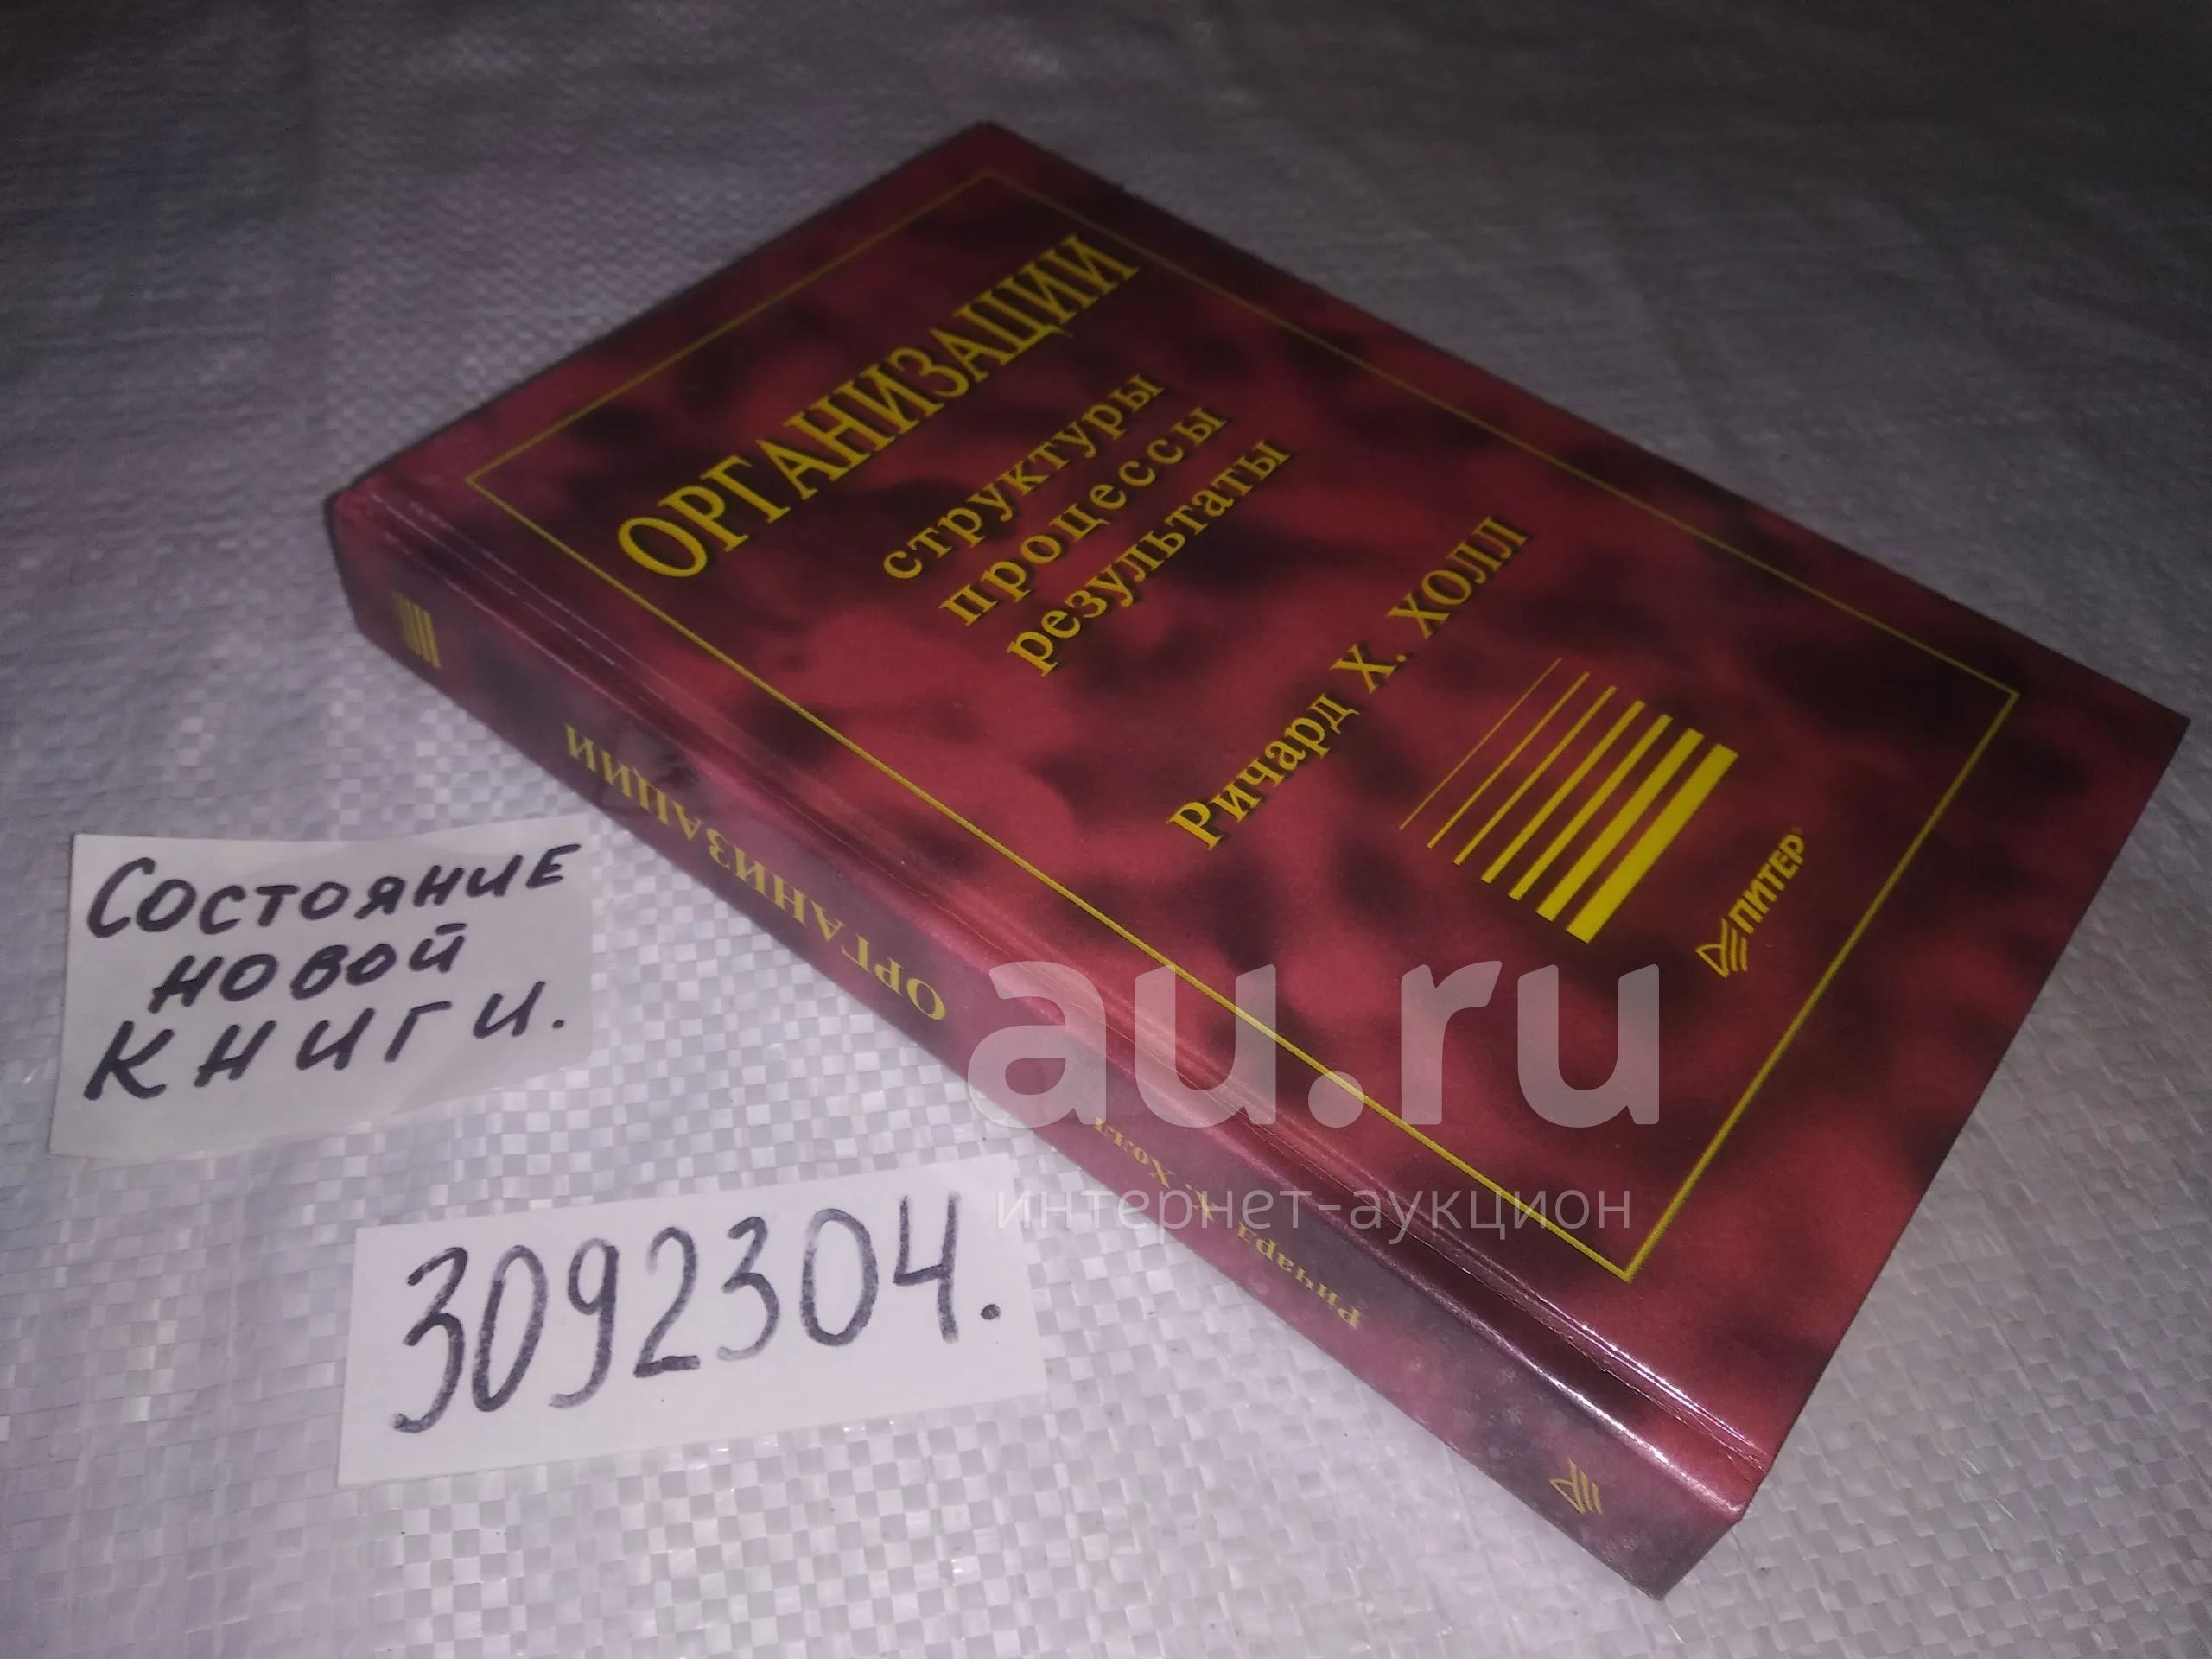 ОРГАНИЗАЦИИ
структуры
процессы
результаты
Ричард Х. ХОЛЛ
ПИТЕР
ОРГАНИЗАЦИИ
Ричард Х. Холл
Состояние
новой
книги.
3092304.
au.ru
интернет-аукцион